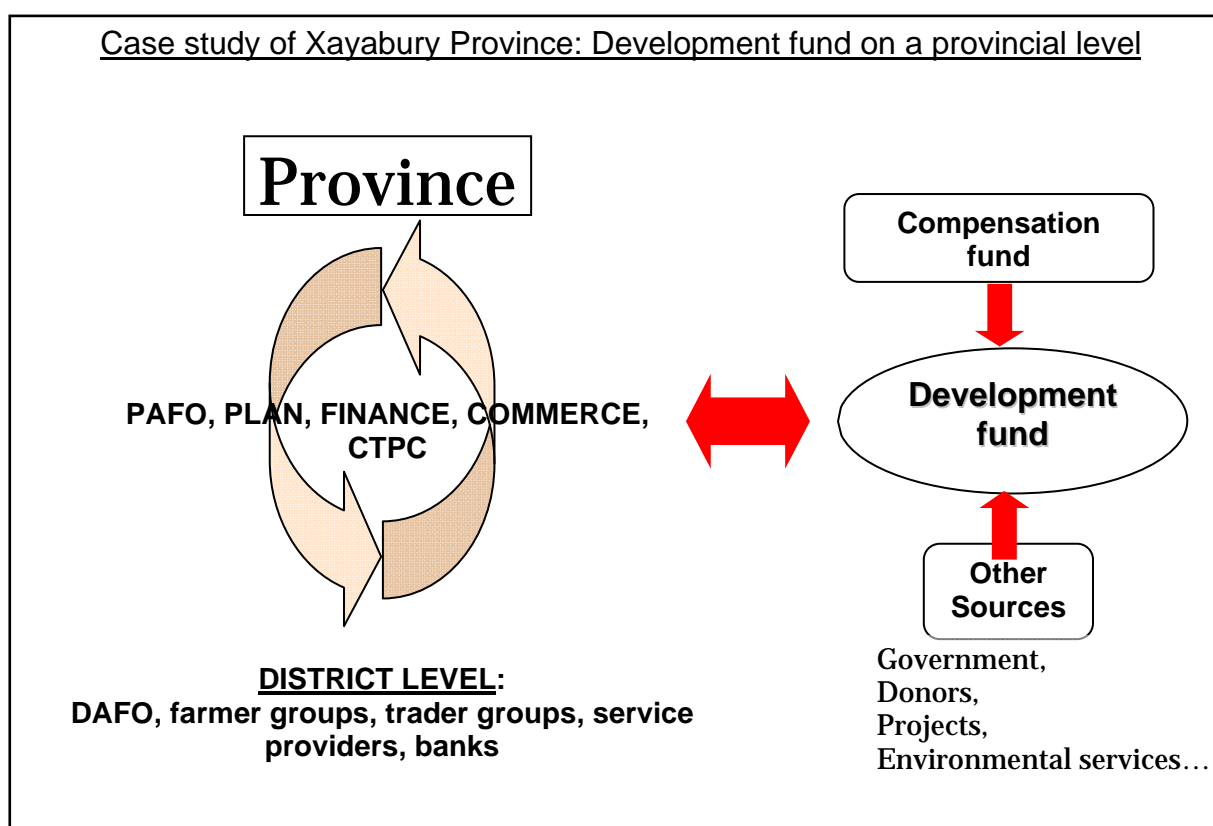 Case study of Xayabury Province: Development fund on a provincial level
Province
PAFO, PLAN, FINANCE, COMMERCE,
CTPC
DISTRICT LEVEL:
DAFO, farmer groups, trader groups, service
providers, banks
Compensation
fund
Development
fund
Other
Sources
Government,
Donors,
Projects,
Environmental services…